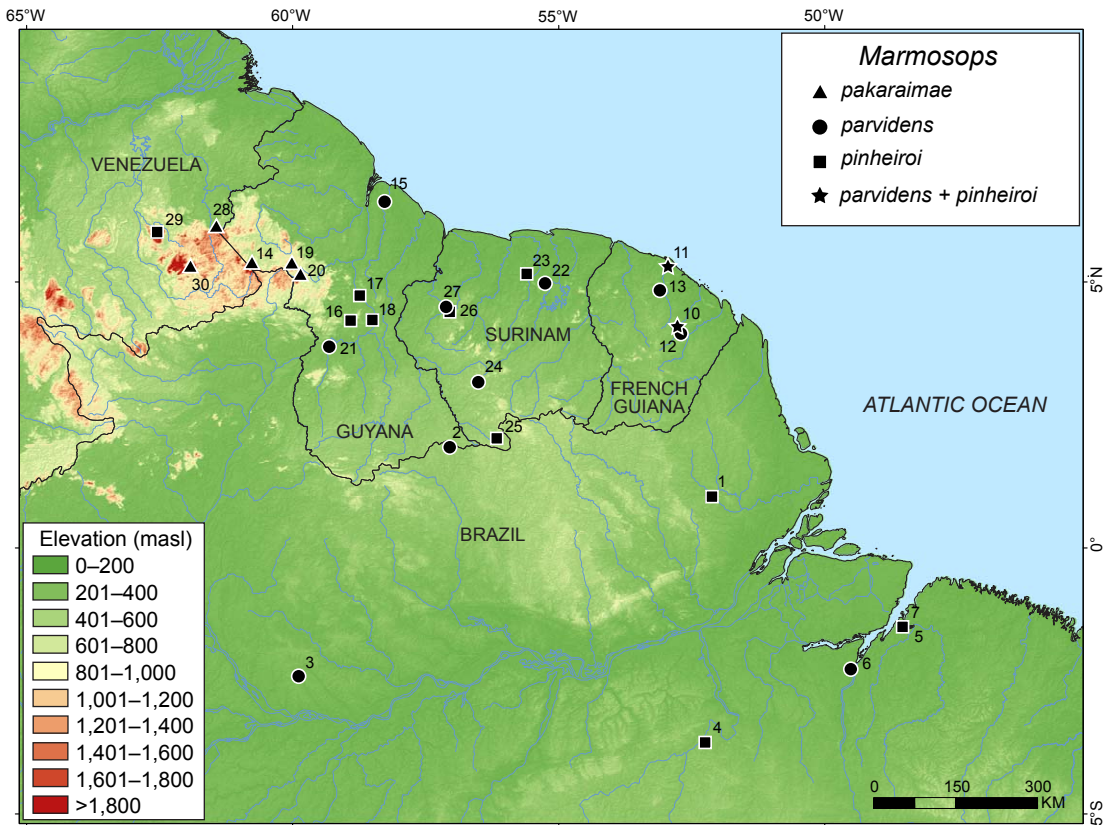 65°W 60°W 55°W 50°W
Marmosops
pakaraimae
parvidens
pinheiroi
parvidens + pinheiroi
VENEZUELA
15
28
29
14
19
11
30
20
23
22
13
5°N
17
27
16
18
26
10
SURINAM
21
12
24
FRENCH
GUIANA
ATLANTIC OCEAN
GUYANA
2
25
1
BRAZIL
Elevation (masl)
0–200
201–400
401–600
601–800
801–1,000
1,001–1,200
1,201–1,400
1,401–1,600
1,601–1,800
>1,800
0°
7
5
3
6
4
0 150 300
KM
5°S